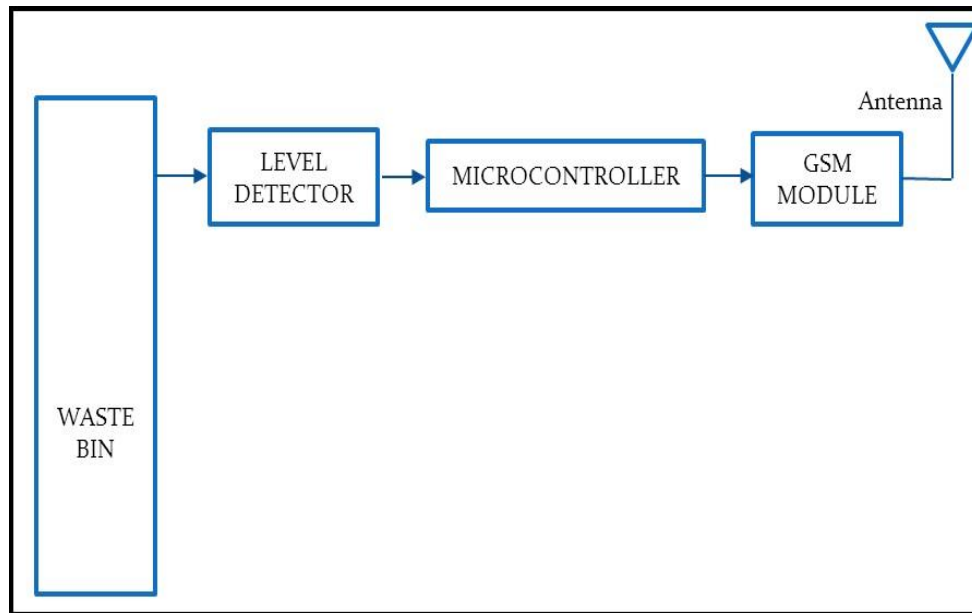 Antenna
LEVEL
DETECTOR
MICROCONTROLLER
GSM
MODULE
WASTE
BIN